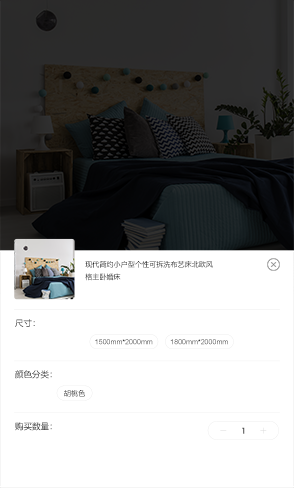 现代简约小户型个性可拆洗布艺床北欧风
格主卧婚床
尺寸：
1500mm*2000mm 1800mm*2000mm
颜色分类：
胡桃色
购买数量： － 1 ＋